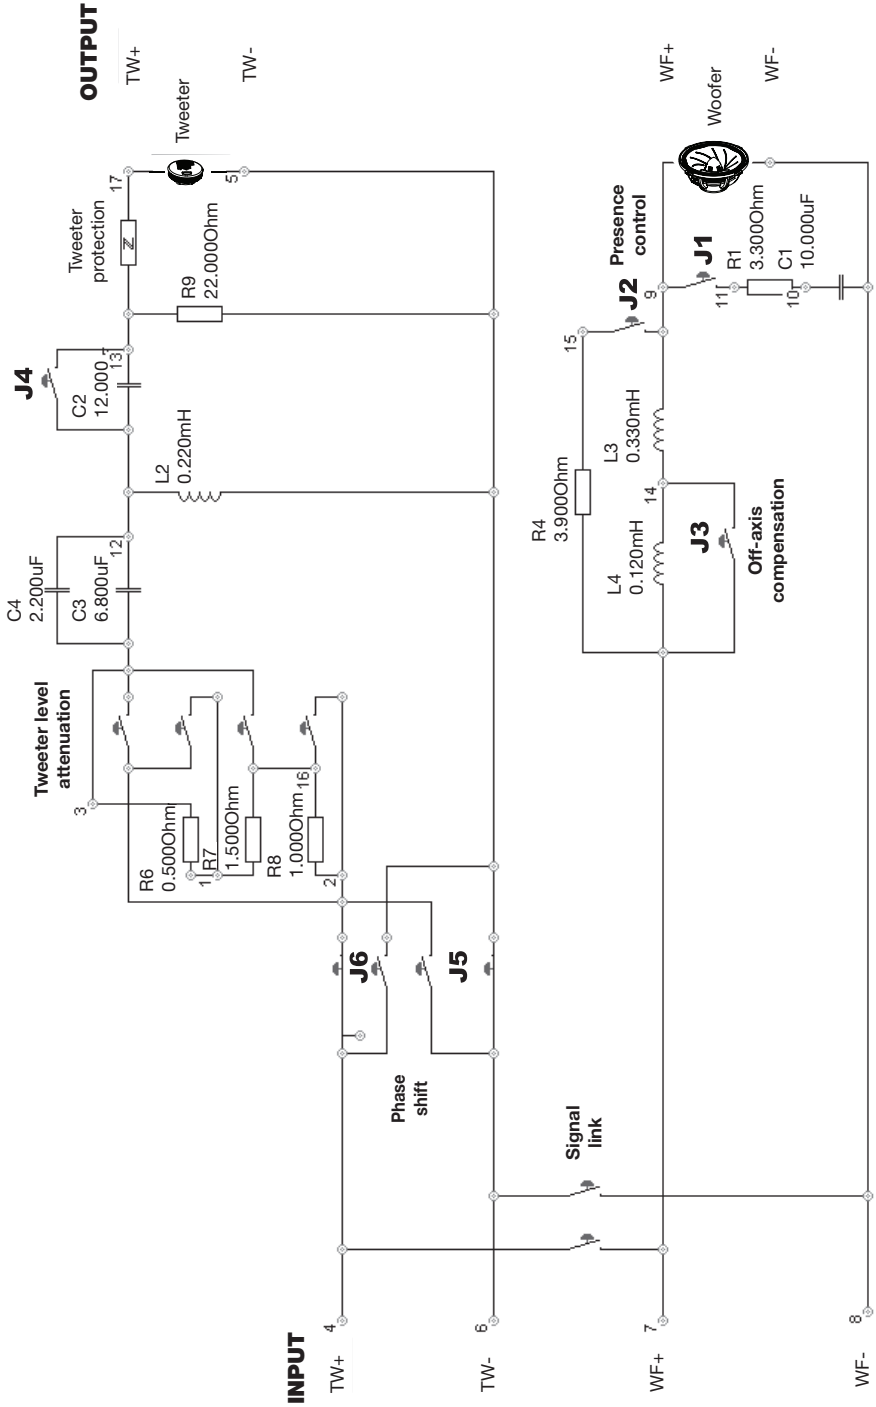 INPUT
TW+
4
TW-
6
WF+
7
WF-
8
Signal
link
Phase
shift
J6
J5
Tweeter level
attenuation
3
R6
0.500Ohm
1
R7
1.500Ohm
R8
1.000Ohm
16
2
C4
2.200uF
C3
6.800uF
12
L2
0.220mH
J4
C2
12.000
13
R9
22.000Ohm
Tweeter
protection
Z
17
5
Tweeter
OUTPUT
TW+
TW-
R4
3.900Ohm
L4
0.120mH
14
J3
Off-axis
compensation
L3
0.330mH
15
J2
Presence
control
9
J1
11
R1
3.300Ohm
10
C1
10.000uF
Woofer
WF+
WF-